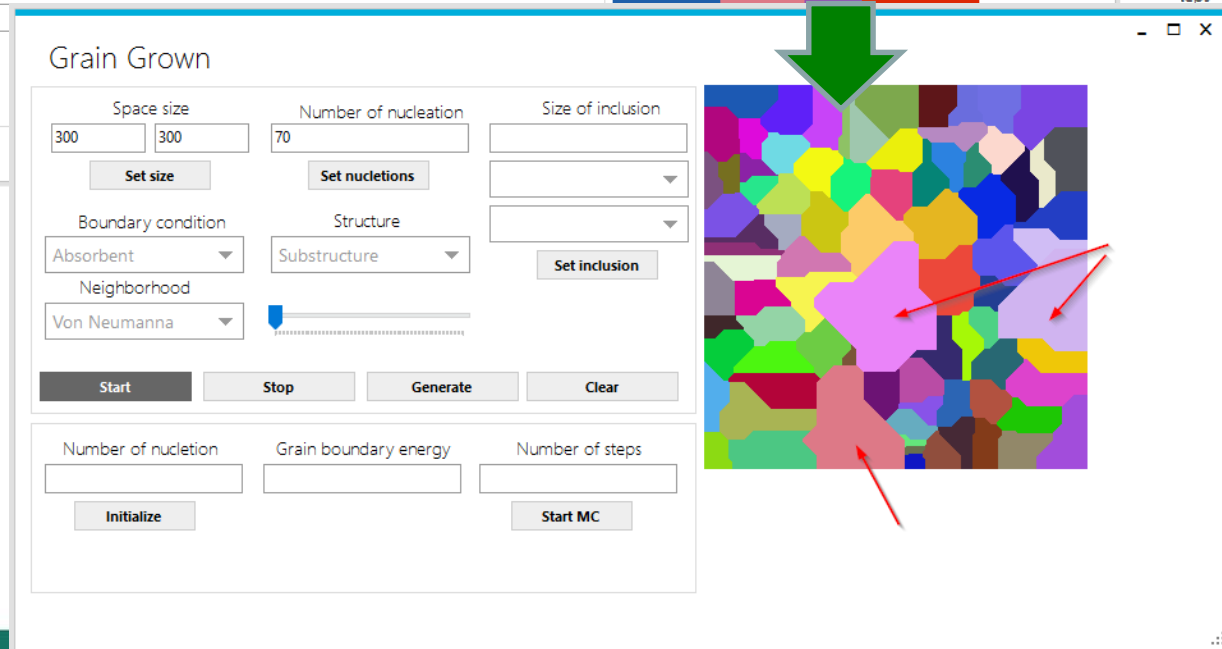 Grain Grown
Space size
Number of nucleation
Size of inclusion
300
300
70
Set size
Set nucletions
Boundary condition
Structure
Absorbent
Substructure
Set inclusion
Neighborhood
Von Neumanna
Start
Stop
Generate
Clear
Number of nucletion
Grain boundary energy
Number of steps
Initialize
Start MC